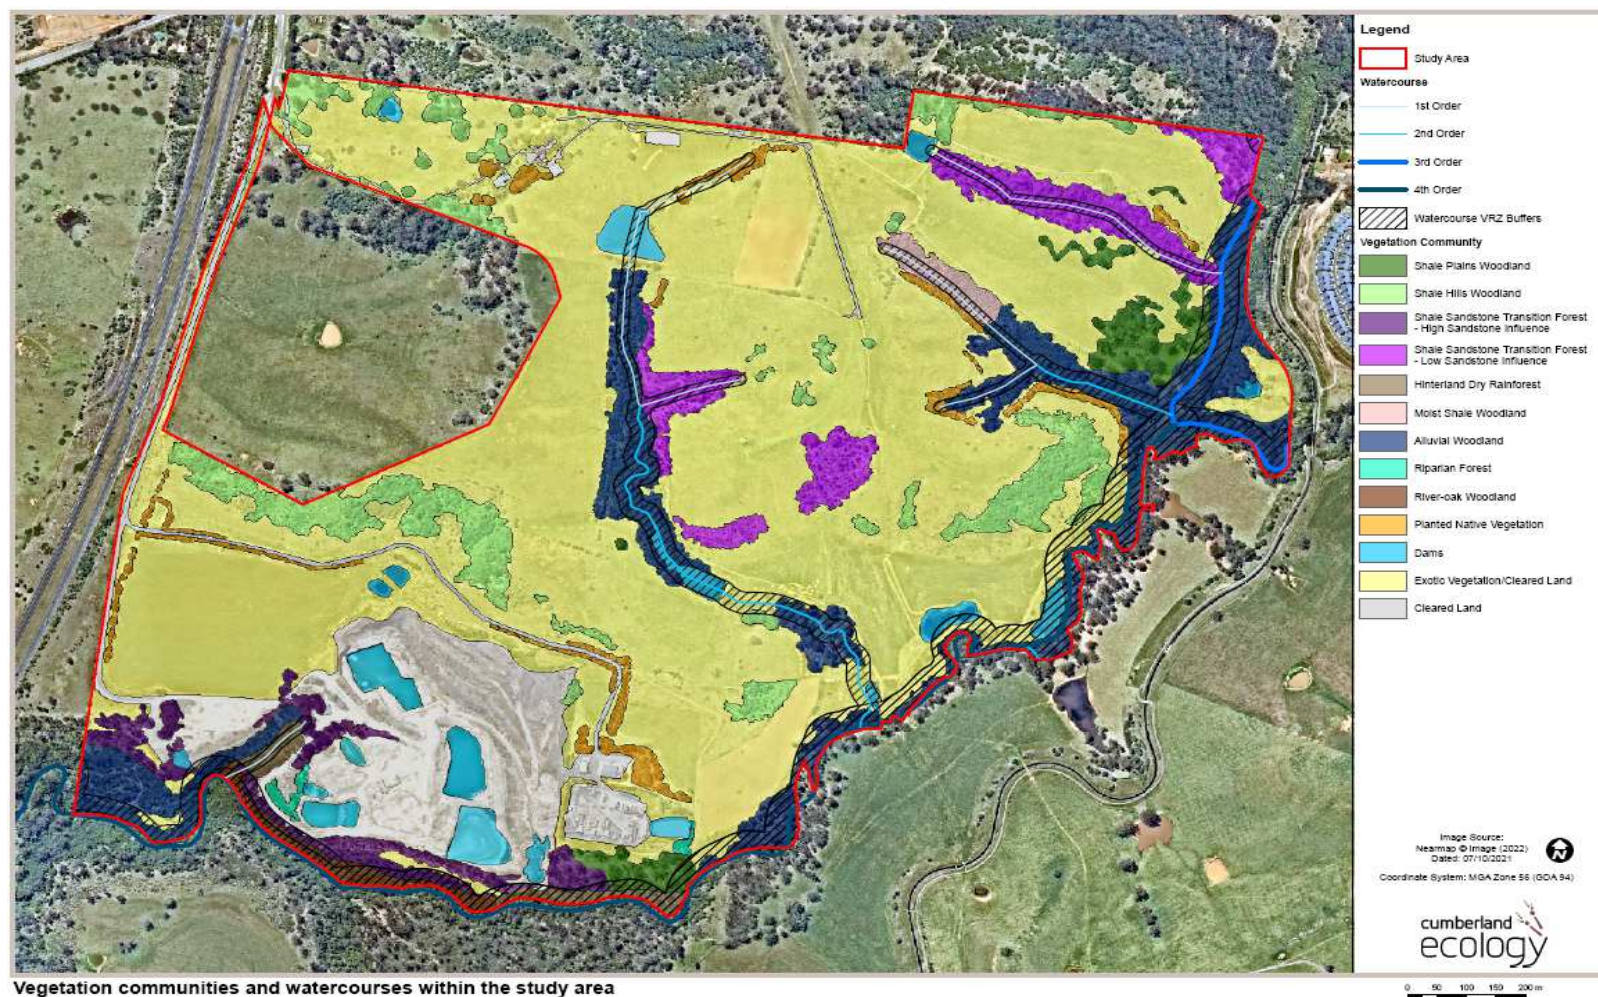 Legend
Study Area
Watercourse
1st Order
2nd Order
3rd Order
4th Order
Watercourse VRZ Buffers
Vegetation Community
Shale Plains Woodland
Shale Hills Woodland
Shale Sandstone Transition Forest
- High Sandstone Influence
Shale Sandstone Transition Forest
- Low Sandstone Influence
Hinterland Dry Rainforest
Moist Shale Woodland
Alluvial Woodland
Riparian Forest
River-oak Woodland
Planted Native Vegetation
Dams
Exotic Vegetation/Cleared Land
Cleared Land
Image Source:
Nearmap © Image (2022)
Dated: 07/10/2021
N
Coordinate System: MGA Zone 56 (GDA 94)
cumberland
ecology
Vegetation communities and watercourses within the study area
0 50 100 150 200 m